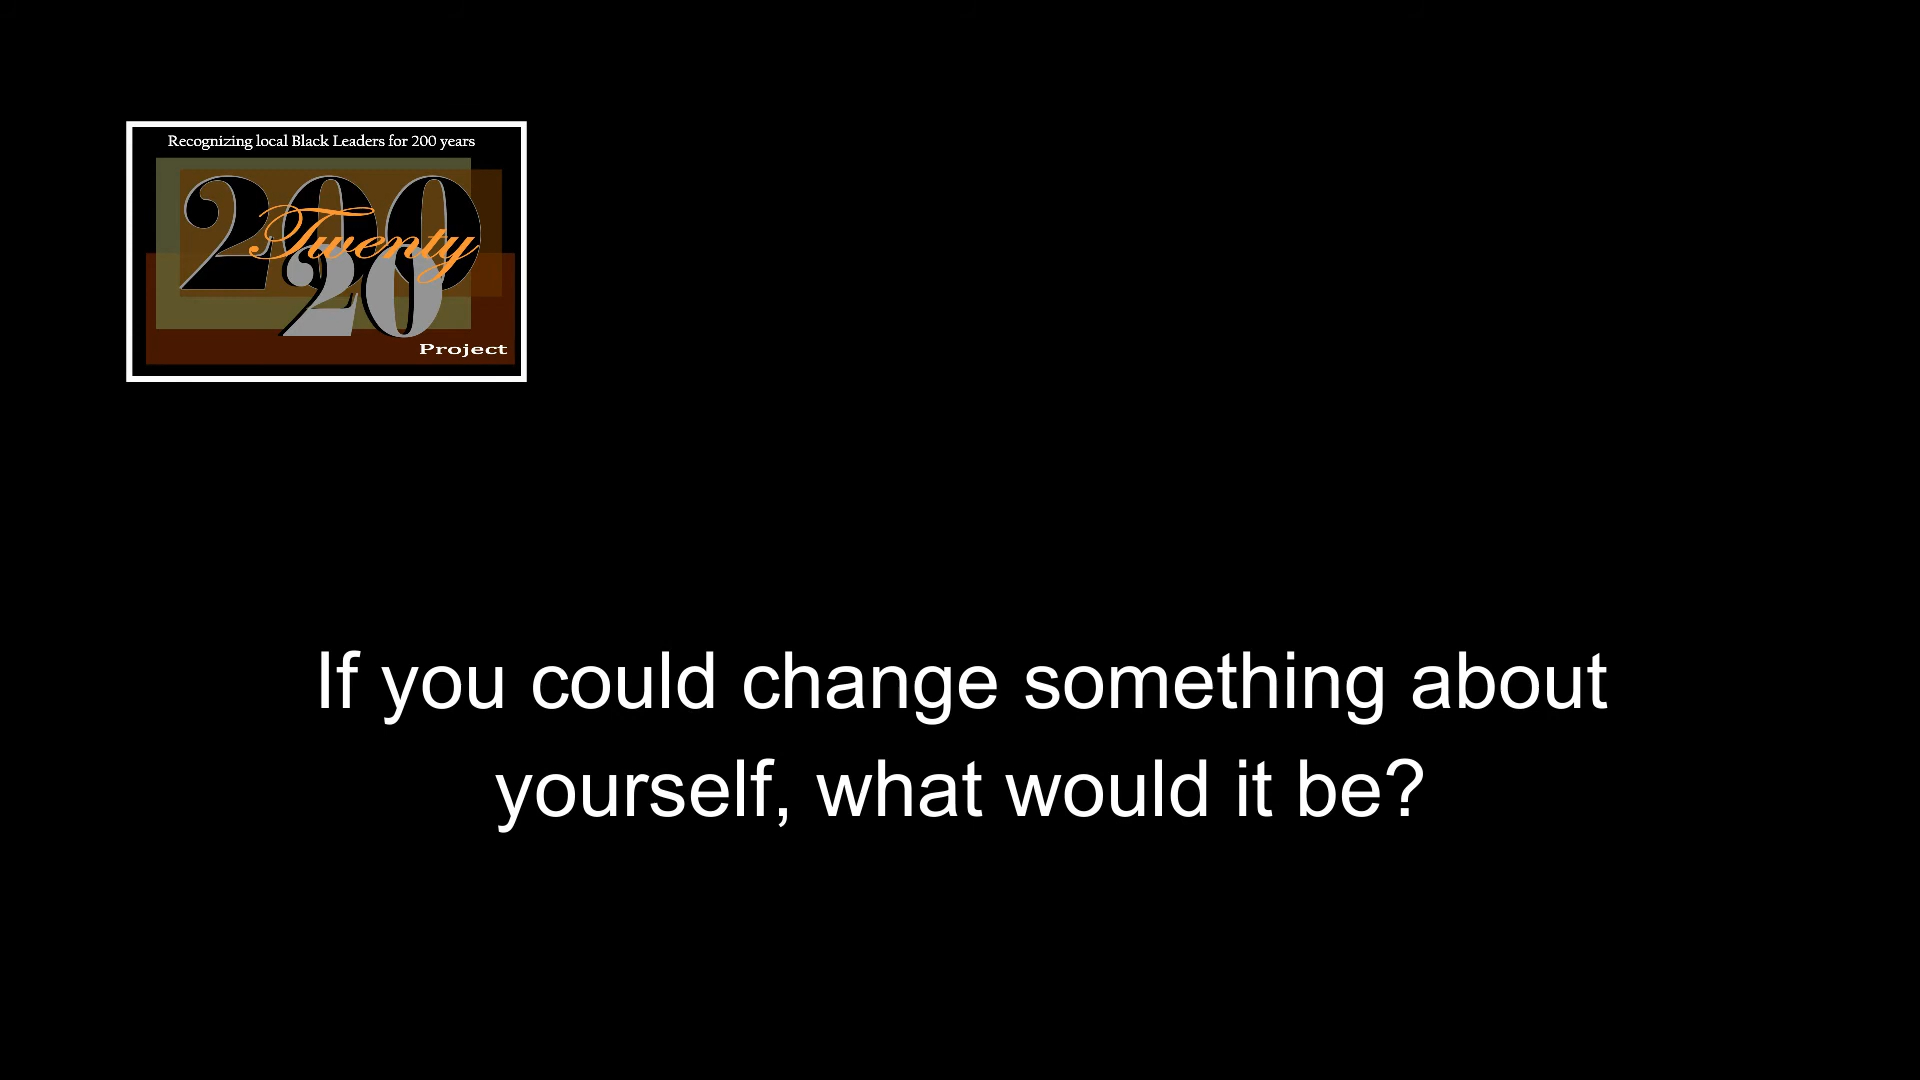 Recognizing local Black Leaders for 200 years
200
Twenty
20
Project
If you could change something about
yourself, what would it be?